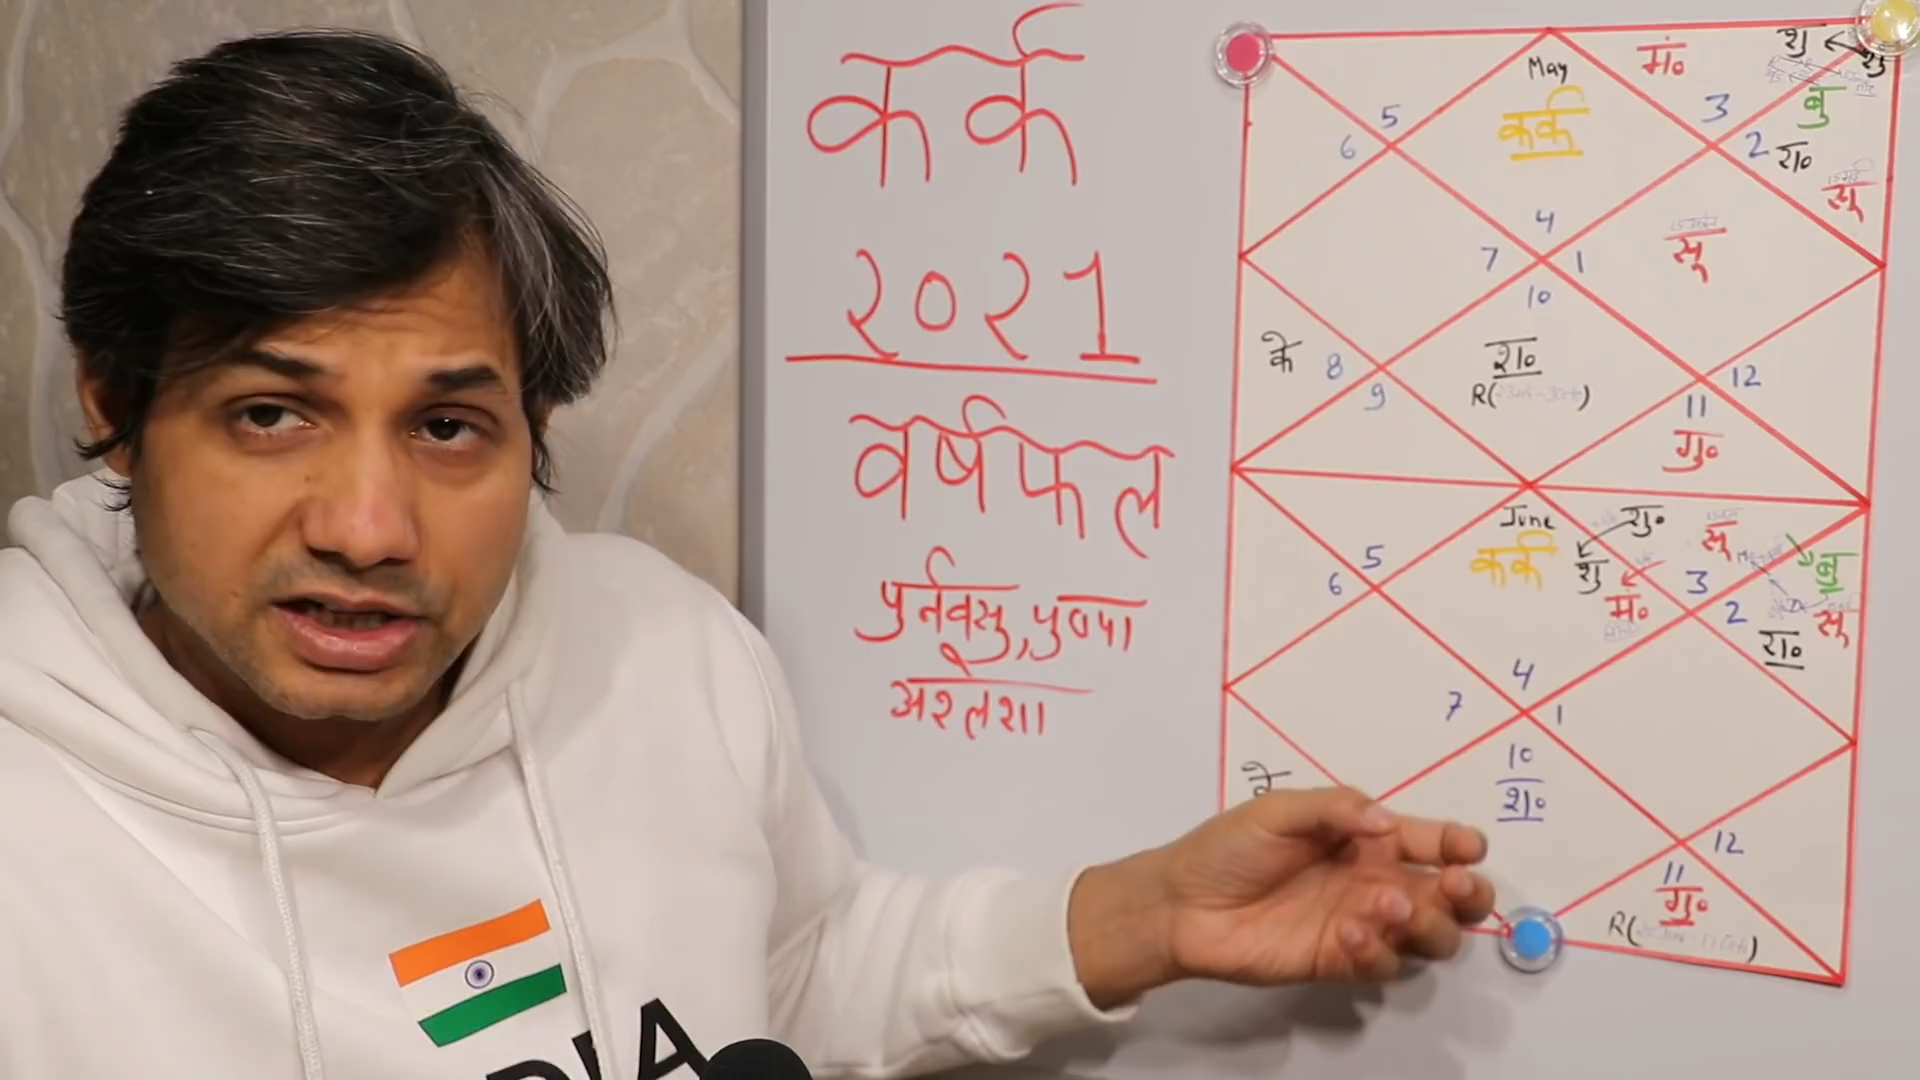 कर्क
२०२1
वर्षफल
पुर्नवसु, पुष्पा
अश्लेशा
May
कर्क
मं०
शु
शु
बु
रा०
सू
सू
5
6
3
2
4
7
1
10
के
8
9
श०
R(
12
11
गु०
June
कर्क
शु०
शु
मं०
सू
बु
सू
5
6
3
2
रा०
4
7
1
10
श०
के
12
11
गु०
R(
DIA